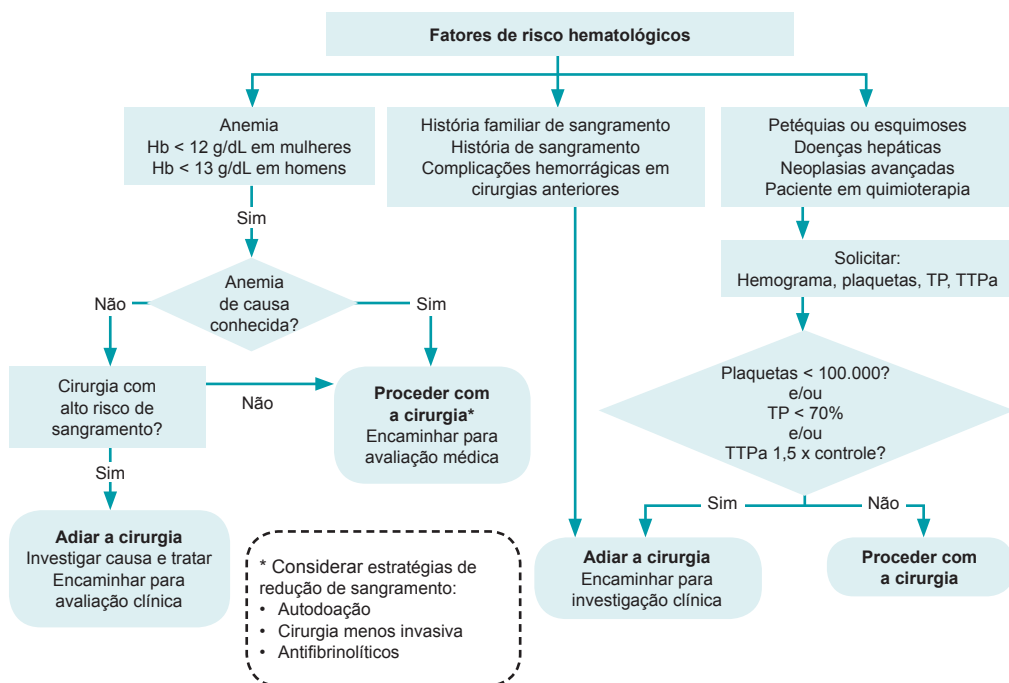 Fatores de risco hematológicos
Anemia
Hb < 12 g/dL em mulheres
Hb < 13 g/dL em homens
História familiar de sangramento
História de sangramento
Complicações hemorrágicas em
cirurgias anteriores
Petéquias ou esquimoses
Doenças hepáticas
Neoplasias avançadas
Paciente em quimioterapia
Sim
Solicitar:
Hemograma, plaquetas, TP, TTPa
Anemia
de causa
conhecida?
Não
Sim
Cirurgia com
alto risco de
sangramento?
Não
Proceder com
a cirurgia*
Encaminhar para
avaliação médica
Plaquetas < 100.000?
e/ou
TP < 70%
e/ou
TTPa 1,5 x controle?
Sim
Sim
Não
Adiar a cirurgia
Investigar causa e tratar
Encaminhar para
avaliação clínica
* Considerar estratégias de
redução de sangramento:
• Autodoação
• Cirurgia menos invasiva
• Antifibrinolíticos
Adiar a cirurgia
Encaminhar para
investigação clínica
Proceder com
a cirurgia